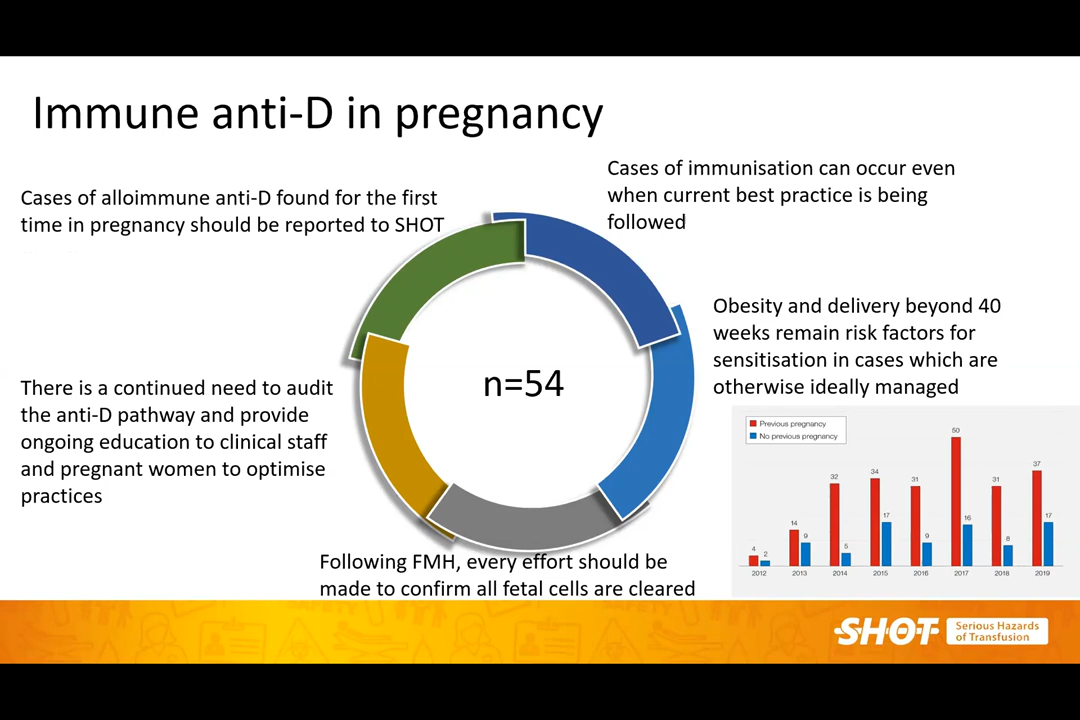 Immune anti-D in pregnancy
Cases of alloimmune anti-D found for the first
time in pregnancy should be reported to SHOT
Cases of immunisation can occur even
when current best practice is being
followed
Obesity and delivery beyond 40
weeks remain risk factors for
sensitisation in cases which are
otherwise ideally managed
n=54
There is a continued need to audit
the anti-D pathway and provide
ongoing education to clinical staff
and pregnant women to optimise
practices
Following FMH, every effort should be
made to confirm all fetal cells are cleared
Previous pregnancy
No previous pregnancy
4 2 14 9 32 5 34 17 31 9 50 16 31 8 37 17
2012 2013 2014 2015 2016 2017 2018 2019
SHOT
Serious Hazards
of Transfusion